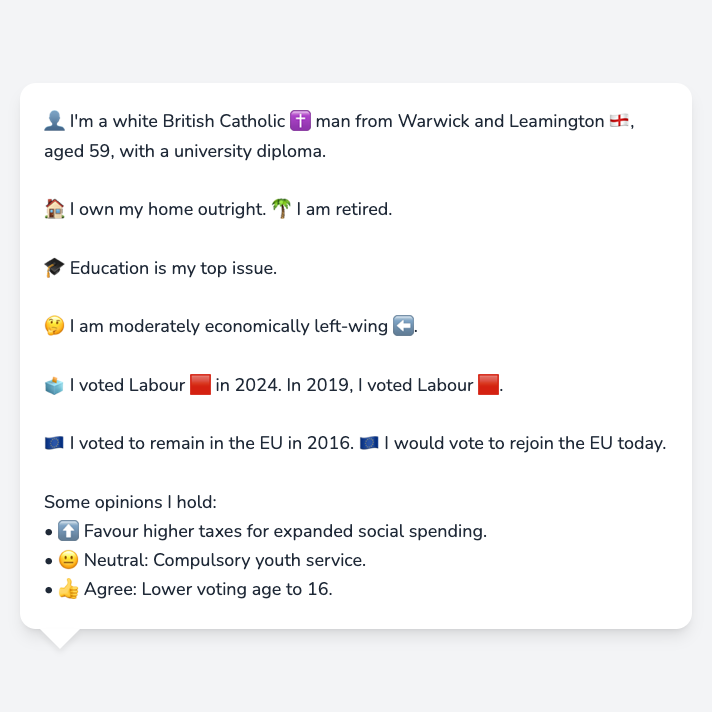 👤 I'm a white British Catholic ✝️ man from Warwick and Leamington 🏴󠁧󠁢󠁥󠁮󠁧󠁿,
aged 59, with a university diploma.
🏠 I own my home outright. 🌴 I am retired.
🎓 Education is my top issue.
🤔 I am moderately economically left-wing ⬅️.
🗳️ I voted Labour 🟥 in 2024. In 2019, I voted Labour 🟥.
🇪🇺 I voted to remain in the EU in 2016. 🇪🇺 I would vote to rejoin the EU today.
Some opinions I hold:
• ⬆️ Favour higher taxes for expanded social spending.
• 😐 Neutral: Compulsory youth service.
• 👍 Agree: Lower voting age to 16.